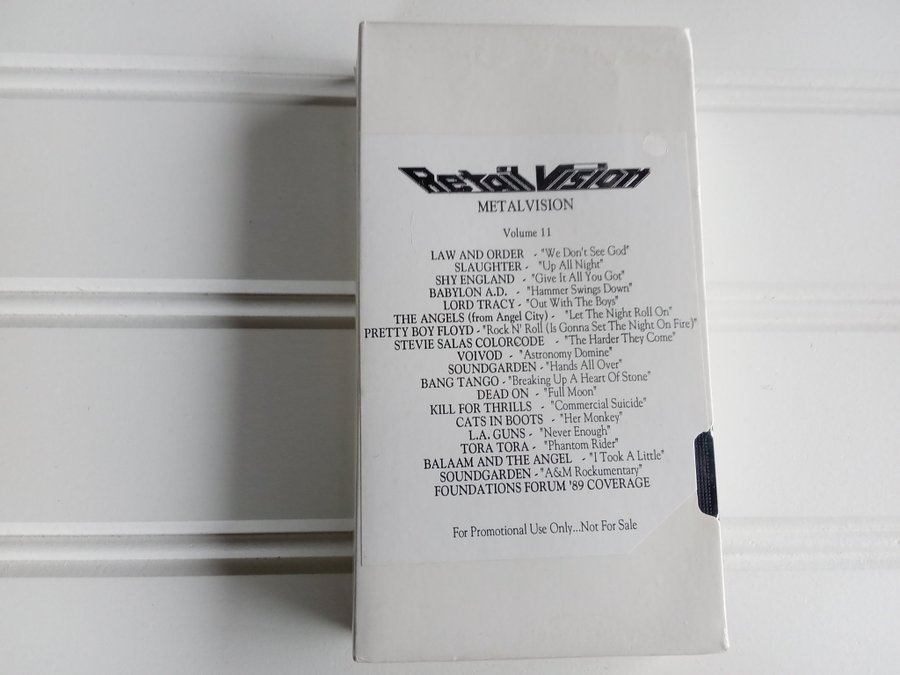 Retail Vision
METALVISION
Volume 11
LAW AND ORDER - "We Don't See God"
SLAUGHTER - "Up All Night"
SHY ENGLAND - "Give It All You Got"
BABYLON A.D. - "Hammer Swings Down"
LORD TRACY - "Out With The Boys"
THE ANGELS (from Angel City) - "Let The Night Roll On"
PRETTY BOY FLOYD - "Rock N' Roll (Is Gonna Set The Night On Fire)"
STEVIE SALAS COLORCODE - "The Harder They Come"
VOIVOD - "Astronomy Domine"
SOUNDGARDEN - "Hands All Over"
BANG TANGO - "Breaking Up A Heart Of Stone"
DEAD ON - "Full Moon"
KILL FOR THRILLS - "Commercial Suicide"
CATS IN BOOTS - "Her Monkey"
L.A. GUNS - "Never Enough"
TORA TORA - "Phantom Rider"
BALAAM AND THE ANGEL - "I Took A Little"
SOUNDGARDEN - "A&M Rockumentary"
FOUNDATIONS FORUM '89 COVERAGE
For Promotional Use Only...Not For Sale